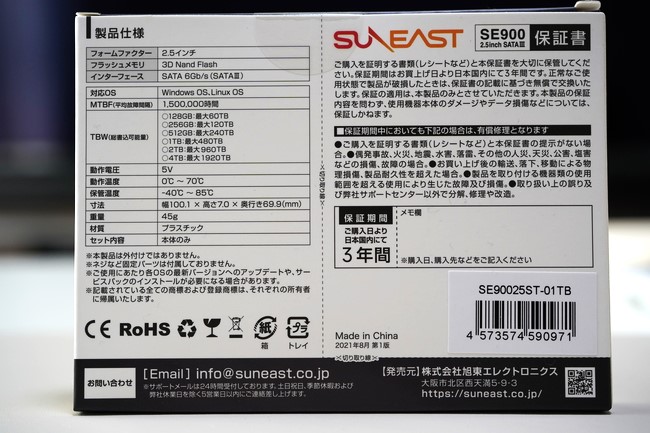 製品仕様
フォームファクター 2.5インチ
フラッシュメモリ 3D Nand Flash
インターフェース SATA 6Gb/s (SATAⅢ)
対応OS Windows OS、Linux OS
MTBF(平均故障間隔) 1,500,000時間
TBW(総書込可能量)
○128GB:最大60TB
○256GB:最大120TB
○512GB:最大240TB
○1TB:最大480TB
○2TB:最大960TB
○4TB:最大1920TB
動作電圧 5V
動作温度 0℃～70℃
保管温度 -40℃～85℃
寸法 幅100.1 × 高さ7.0 × 奥行き69.9(mm)
重量 45g
材質 プラスチック
セット内容 本体のみ
※本製品は外付けではありません。
※ネジなど固定パーツは付属しておりません。
※ご使用にあたり各OSの最新バージョンへのアップデートや、サー
ビスパックのインストールが必要になる場合があります。
※記載されている全ての商標および登録商標は、それぞれの所有者
に帰属します。
CE RoHS 紙 箱 プラ トレイ
<切り取り線>
SUNEAST
SE900
2.5inch SATAⅢ
保証書
ご購入を証明する書類(レシートなど)と本保証書を大切に保管してくだ
さい。保証期間はお買上げ日より日本国内にて3年間です。正常なご使
用状態で製品が破損したときは、保証書の記載に基づき無償で交換いた
します。保証の適用は、本製品のみとさせていただきます。本製品の保証
内容を問わず、使用機器本体のダメージやデータ損傷などについては、
保証しかねます。
■保証期間中においても下記の場合は、有償修理となります
●ご購入を証明する書類(レシートなど)と本保証書の提示がない場
合。●偶発事故、火災、地震、水害、落雷、その他の人災、天災、公害、塩害
などの損傷、故障の場合。●お買い上げ後の輸送、落下、移動による物
理損傷、製品耐久性を超えた場合。●製品を取り付ける機器類の使用
範囲を超える使用により生じた故障及び損傷。●取り扱い上の誤り及
び弊社サポートセンター以外で分解、修理や改造。
保証期間
ご購入日より
日本国内にて
3年間
メモ欄
※購入日、購入先などをご記入ください
SE90025ST-01TB
4 573574 590971
Made in China
2021年8月 第1版
<切り取り線>
お問い合わせ
[Email] info@suneast.co.jp
※サポートメールは24時間受付しております。土日祝日、季節休暇および
弊社休業日を除く5営業日以内にご連絡差し上げます。
[発売元] 株式会社旭東エレクトロニクス
大阪市北区西天満5-9-3
https://suneast.co.jp/